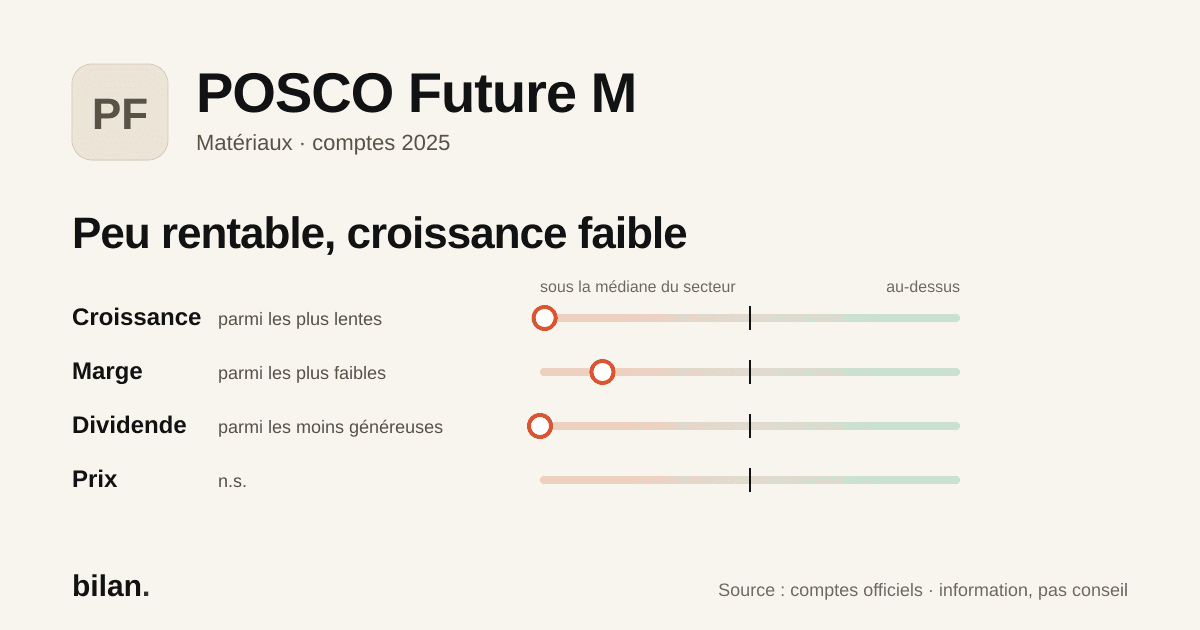 PF
POSCO Future M
Matériaux · comptes 2025
Peu rentable, croissance faible
sous la médiane du secteur au-dessus
Croissance parmi les plus lentes
Marge parmi les plus faibles
Dividende parmi les moins généreuses
Prix n.s.
bilan.
Source : comptes officiels · information, pas conseil